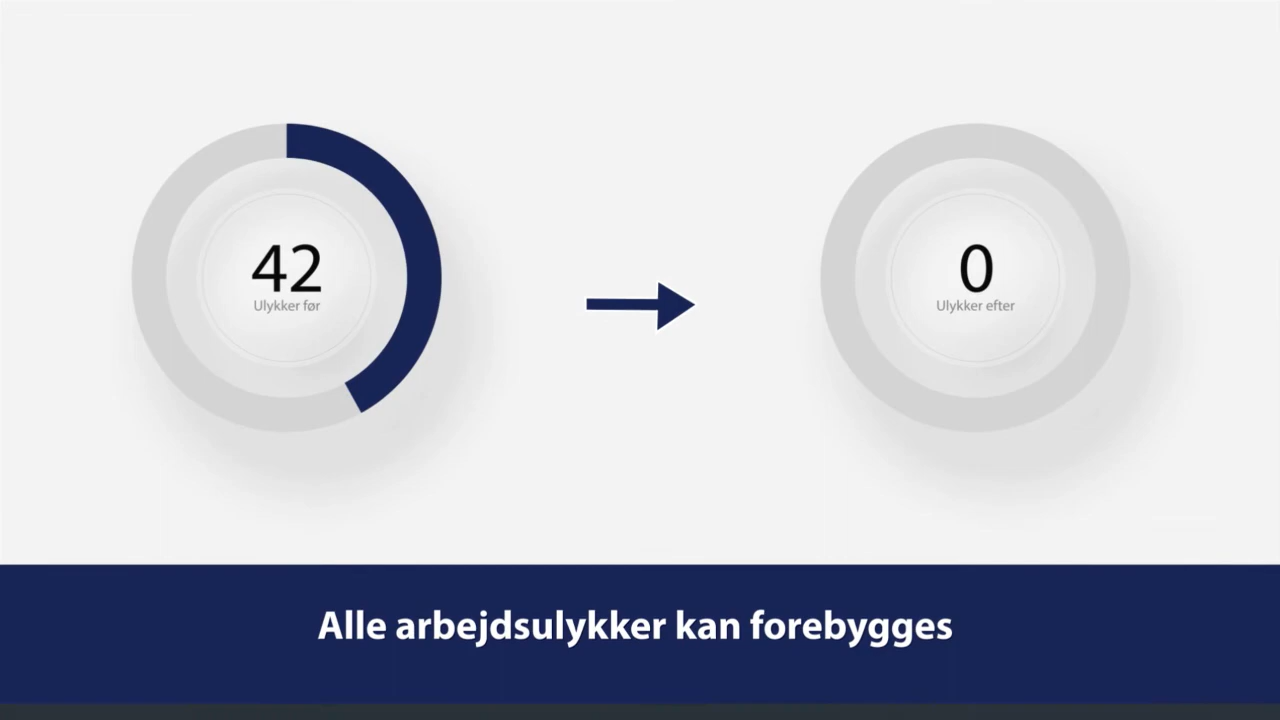 42
Ulykker før
0
Ulykker efter
Alle arbejdsulykker kan forebygges